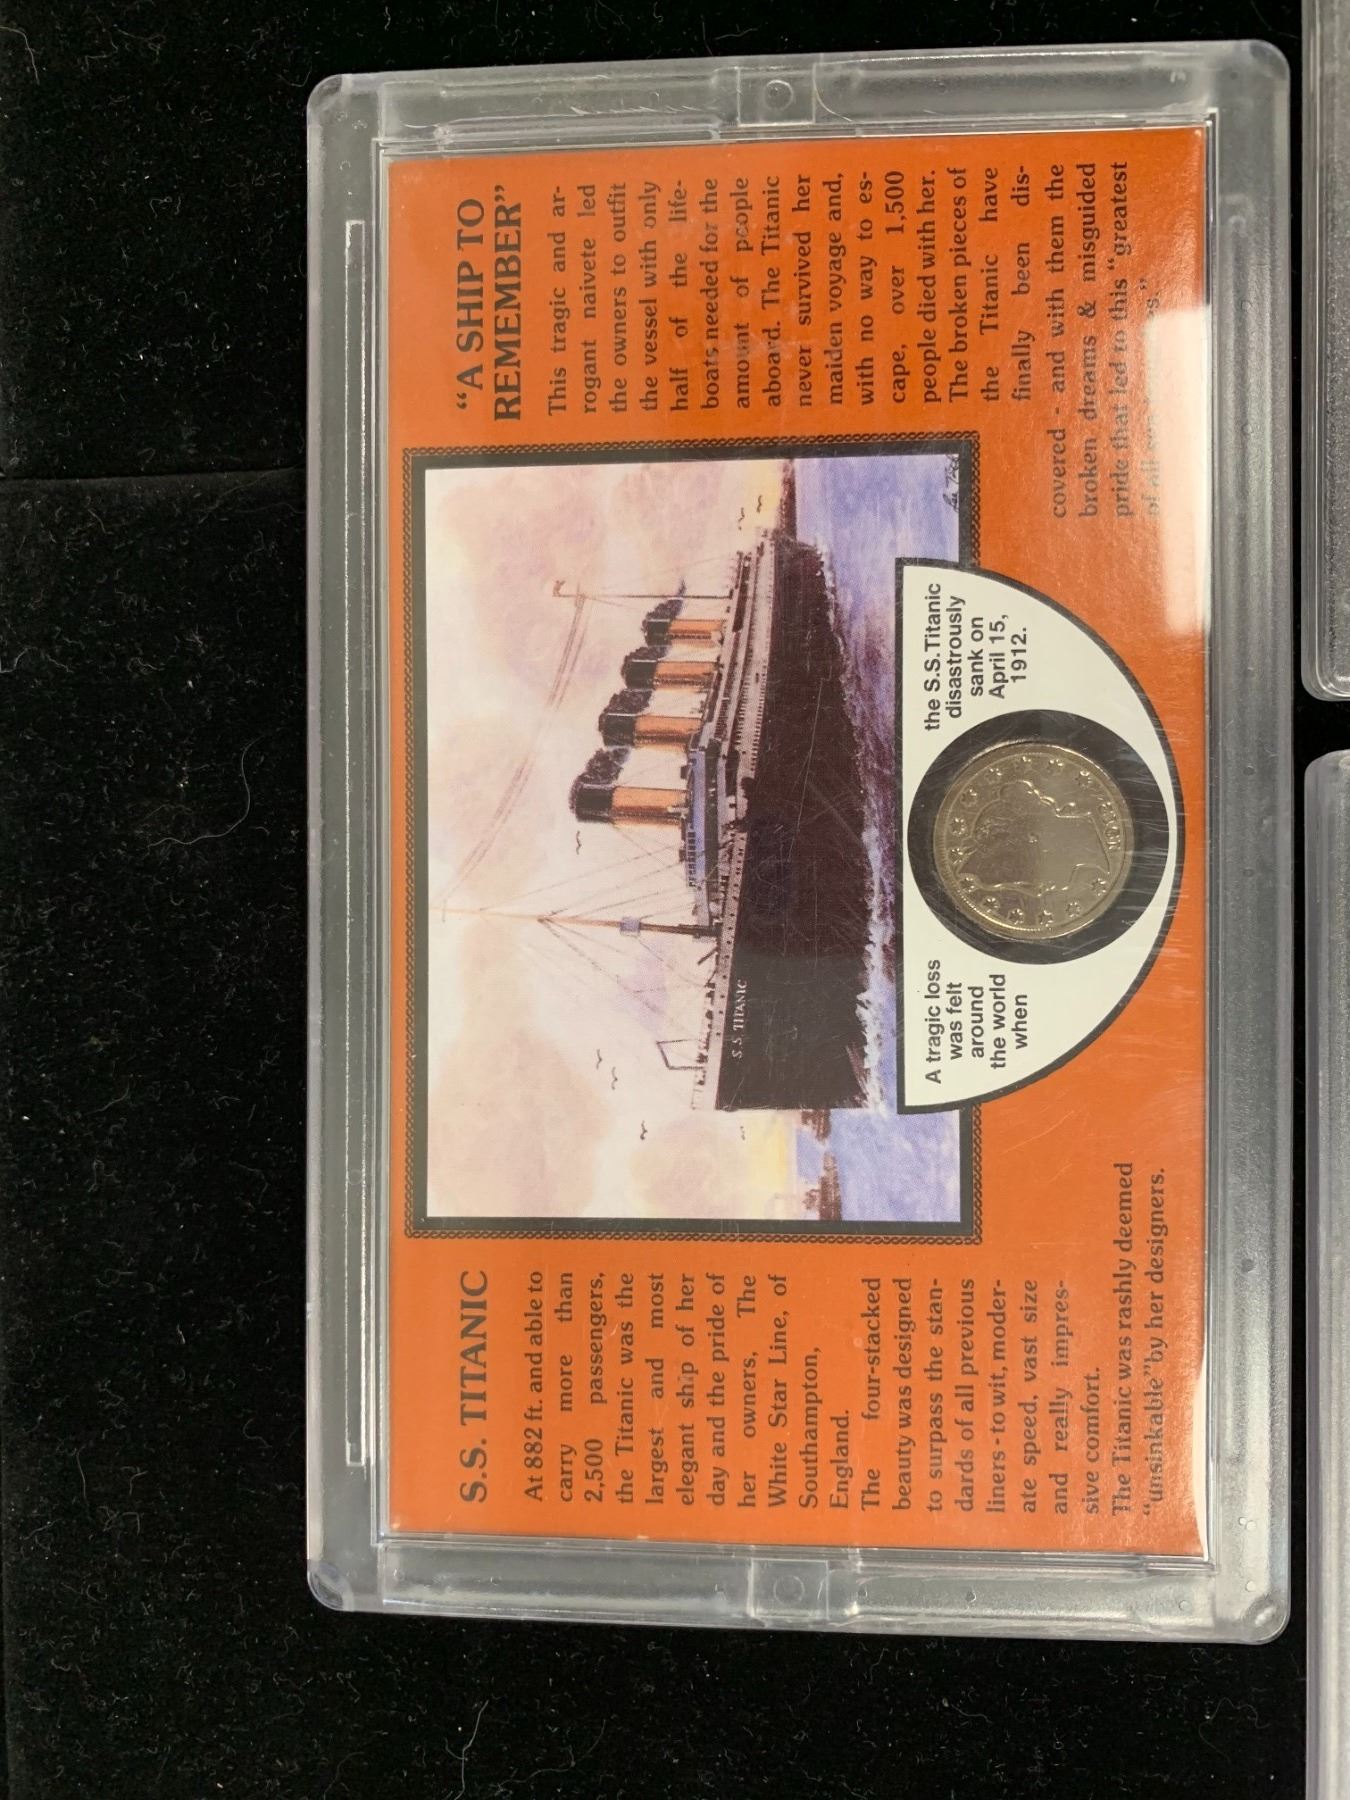 S.S. TITANIC
At 882 ft. and able to
carry more than
2,500 passengers,
the Titanic was the
largest and most
elegant ship of her
day and the pride of
her owners, The
White Star Line, of
Southampton,
England.
The four-stacked
beauty was designed
to surpass the stan-
dards of all previous
liners - to wit, moder-
ate speed, vast size
and really impres-
sive comfort.
The Titanic was rashly deemed
“unsinkable” by her designers.
S.S. TITANIC
A tragic loss
was felt
around
the world
when
the S.S. Titanic
disastrously
sank on
April 15,
1912.
“A SHIP TO
REMEMBER”
This tragic and ar-
rogant naivete led
the owners to outfit
the vessel with only
half of the life-
boats needed for the
amount of people
aboard. The Titanic
never survived her
maiden voyage and,
with no way to es-
cape, over 1,500
people died with her.
The broken pieces of
the Titanic have
finally been dis-
covered - and with them the
broken dreams & misguided
pride that led to this “greatest
of all